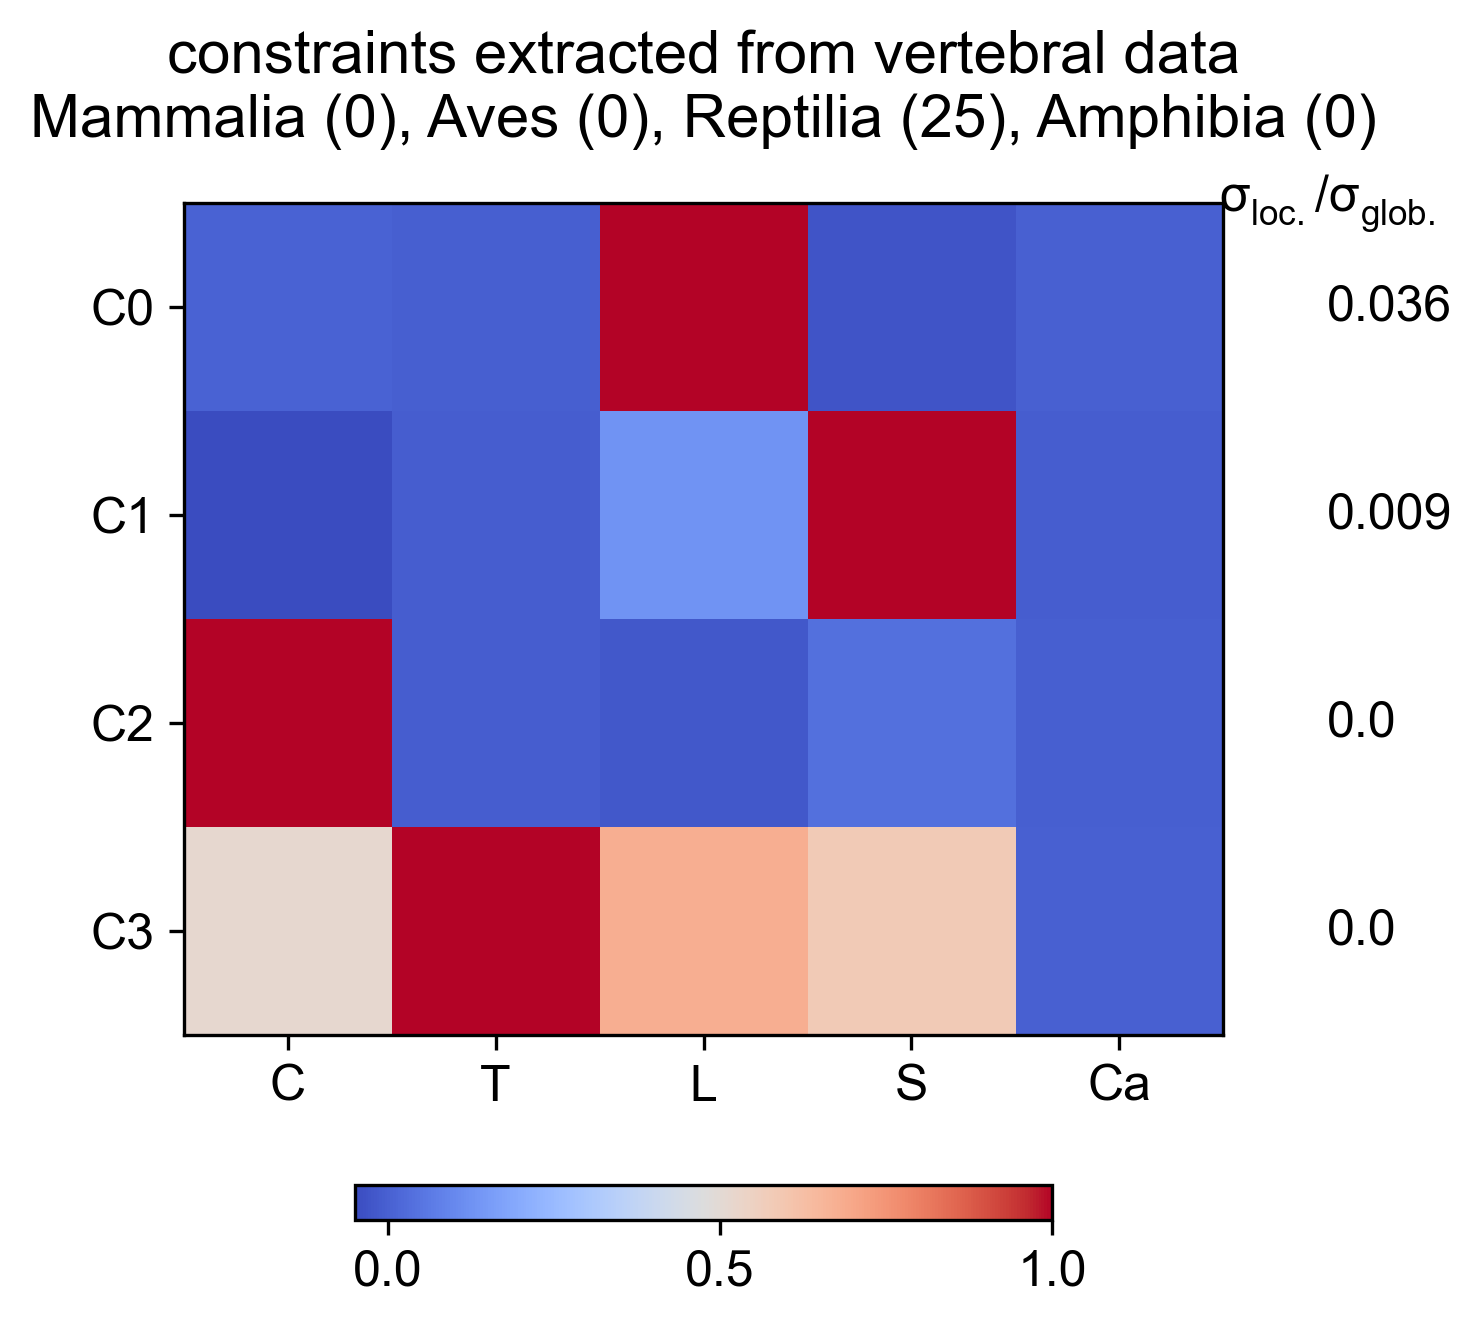 constraints extracted from vertebral data
Mammalia (0), Aves (0), Reptilia (25), Amphibia (0)
σloc. /σglob.
C0 0.036
C1 0.009
C2 0.0
C3 0.0
C T L S Ca
0.0 0.5 1.0